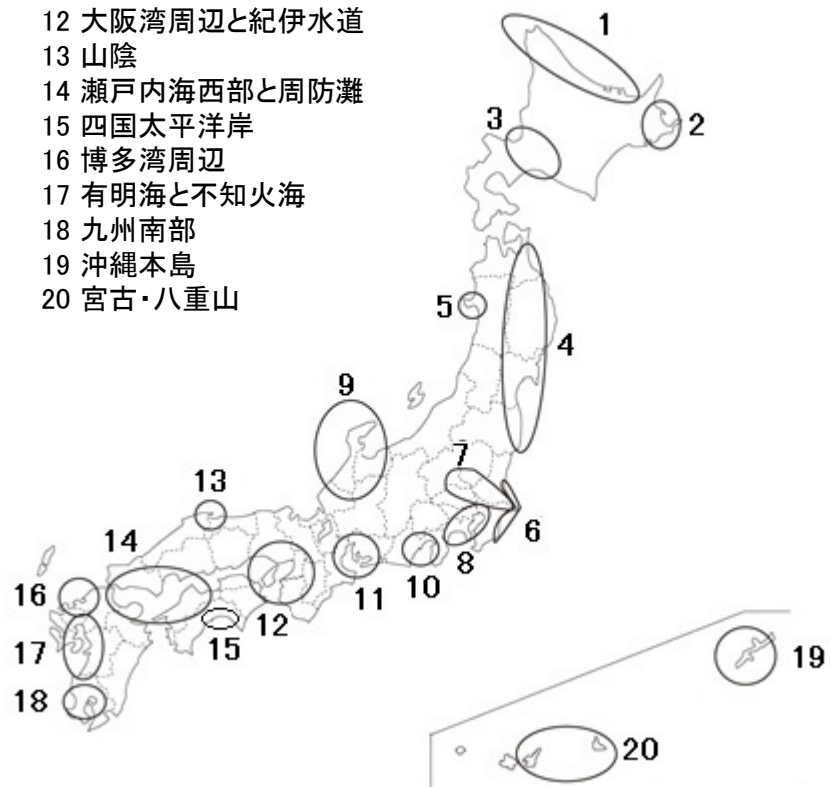 12 大阪湾周辺と紀伊水道
13 山陰
14 瀬戸内海西部と周防灘
15 四国太平洋岸
16 博多湾周辺
17 有明海と不知火海
18 九州南部
19 沖縄本島
20 宮古・八重山
1
2
3
4
5
9
7
6
8
10
11
12
13
14
15
16
17
18
19
20